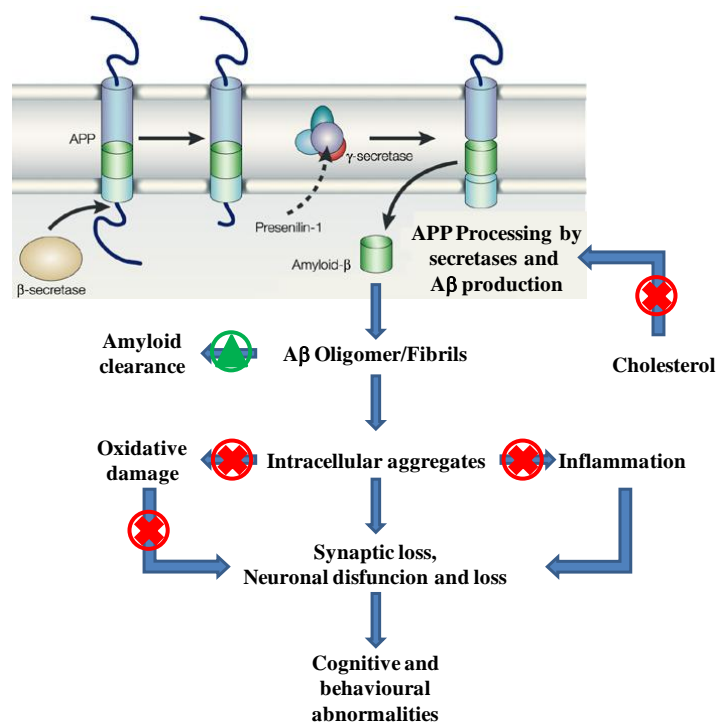 APP
γ-secretase
Presenilin-1
β-secretase
Amyloid-β
APP Processing by
secretases and
Aβ production
Amyloid
clearance
Aβ Oligomer/Fibrils
Cholesterol
Oxidative
damage
Intracellular aggregates
Inflammation
Synaptic loss,
Neuronal disfuncion and loss
Cognitive and
behavioural
abnormalities